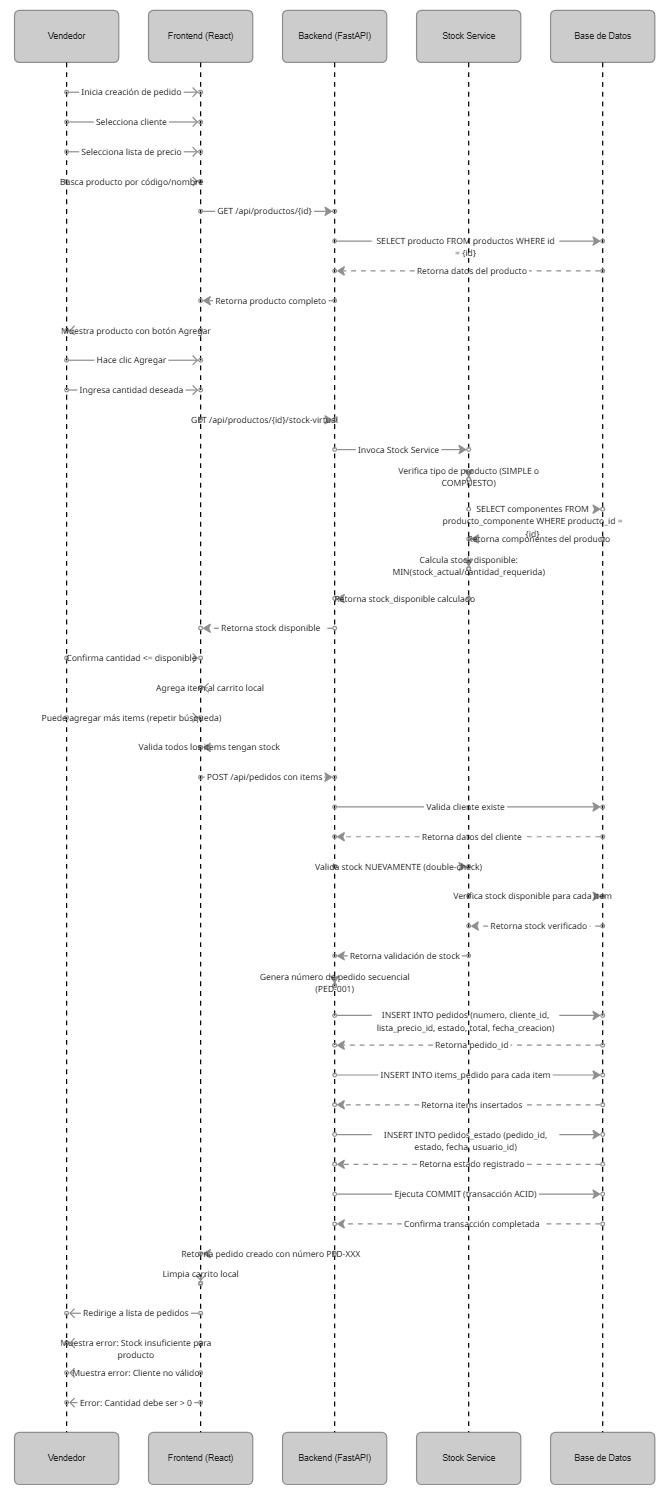 Vendedor
Frontend (React)
Backend (FastAPI)
Stock Service
Base de Datos
Inicia creación de pedido
Selecciona cliente
Selecciona lista de precio
Busca producto por código/nombre
GET /api/productos/{id}
SELECT producto FROM productos WHERE id
= {id}
Retorna datos del producto
Retorna producto completo
Muestra producto con botón Agregar
Hace clic Agregar
Ingresa cantidad deseada
GET /api/productos/{id}/stock-virtual
Invoca Stock Service
Verifica tipo de producto (SIMPLE o
COMPUESTO)
SELECT componentes FROM
producto_componente WHERE producto_id =
{id}
Retorna componentes del producto
Calcula stock disponible:
MIN(stock_actual/cantidad_requerida)
Retorna stock_disponible calculado
Retorna stock disponible
Confirma cantidad <= disponible
Agrega item al carrito local
Puede agregar más items (repetir búsqueda)
Valida todos los items tengan stock
POST /api/pedidos con items
Valida cliente existe
Retorna datos del cliente
Valida stock NUEVAMENTE (double-check)
Verifica stock disponible para cada item
Retorna stock verificado
Retorna validación de stock
Genera número de pedido secuencial
(PED-001)
INSERT INTO pedidos (numero, cliente_id,
lista_precio_id, estado, total, fecha_creacion)
Retorna pedido_id
INSERT INTO items_pedido para cada item
Retorna items insertados
INSERT INTO pedidos_estado (pedido_id,
estado, fecha, usuario_id)
Retorna estado registrado
Ejecuta COMMIT (transacción ACID)
Confirma transacción completada
Retorna pedido creado con número PED-XXX
Limpia carrito local
Redirige a lista de pedidos
Muestra error: Stock insuficiente para
producto
Muestra error: Cliente no válido
Error: Cantidad debe ser > 0
Vendedor
Frontend (React)
Backend (FastAPI)
Stock Service
Base de Datos